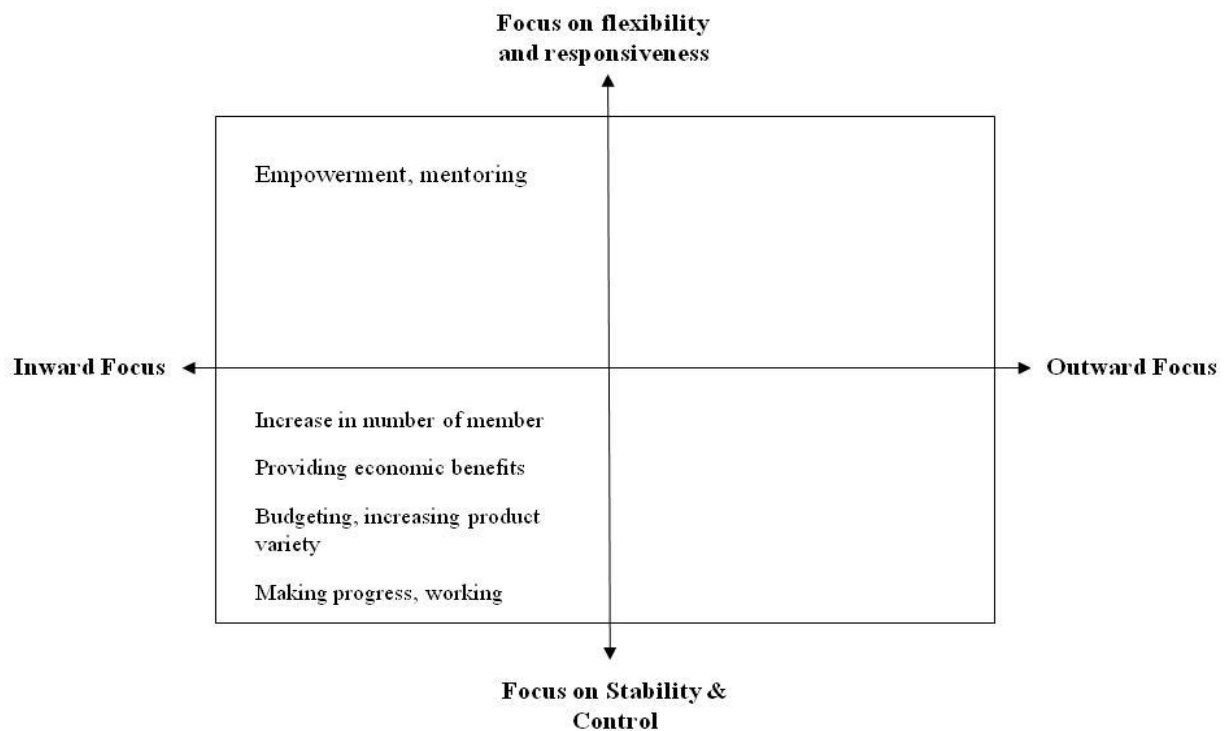 Focus on flexibility
and responsiveness
Empowerment, mentoring
Inward Focus
Outward Focus
Increase in number of member
Providing economic benefits
Budgeting, increasing product
variety
Making progress, working
Focus on Stability &
Control